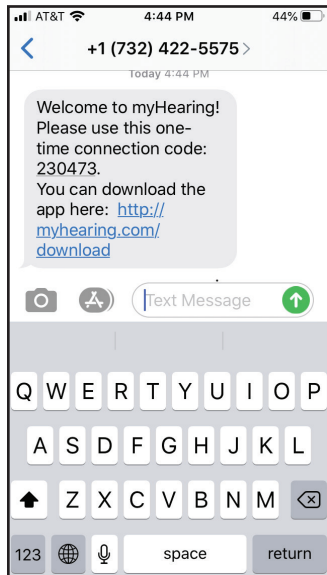 AT&T 4:44 PM 44%
+1 (732) 422-5575
Today 4:44 PM
Welcome to myHearing!
Please use this one-
time connection code:
230473.
You can download the
app here: http://
myhearing.com/
download
Text Message
Q W E R T Y U I O P
A S D F G H J K L
Z X C V B N M
123 space return